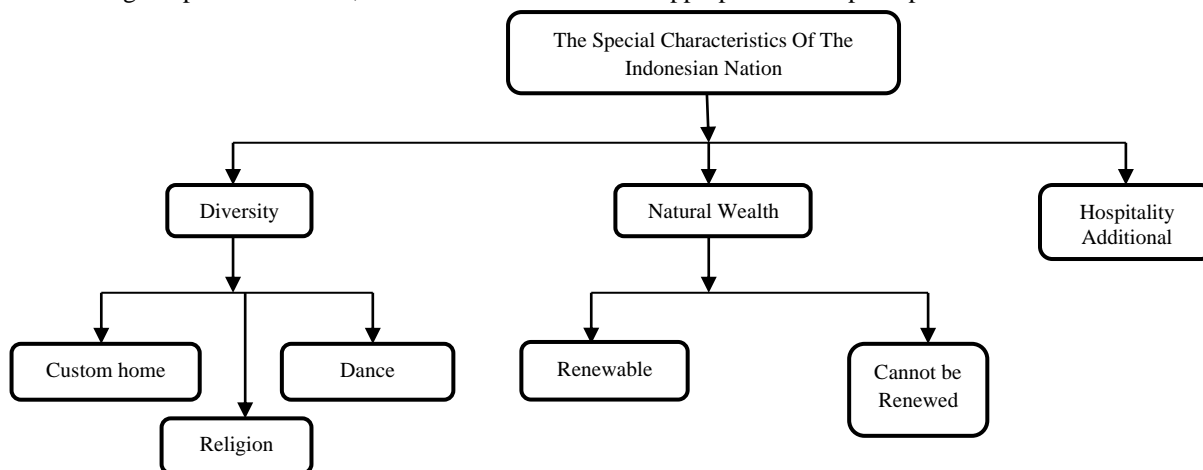 The Special Characteristics Of The
Indonesian Nation
Diversity
Natural Wealth
Hospitality
Additional
Custom home
Dance
Renewable
Cannot be
Renewed
Religion